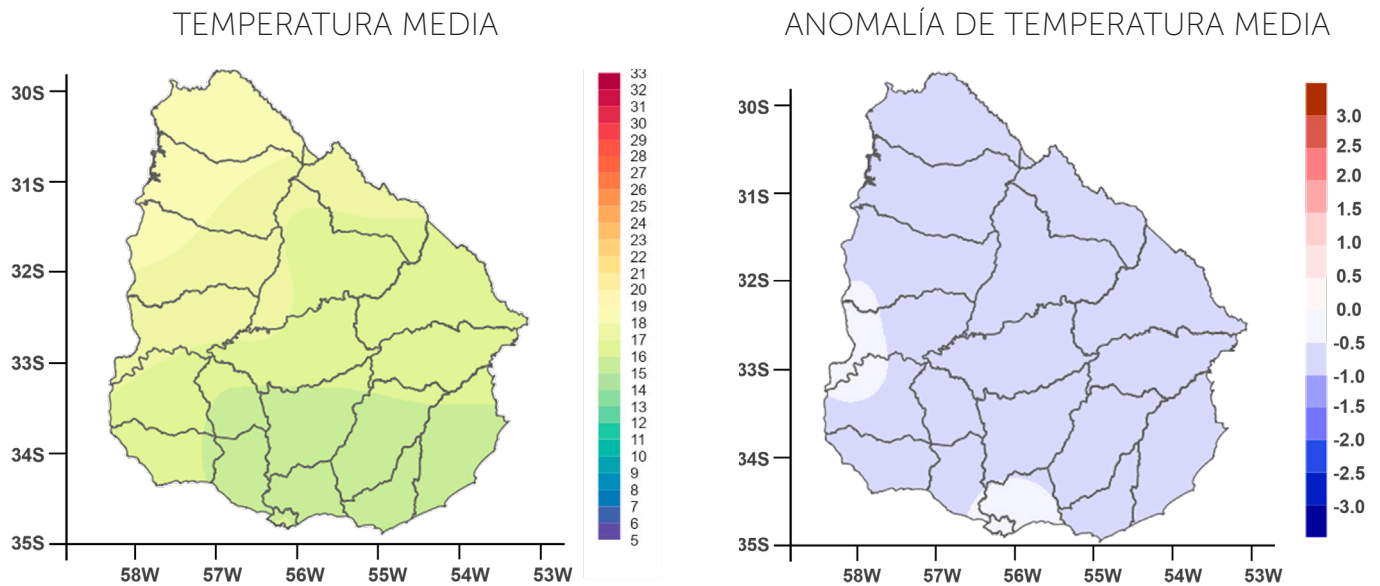 TEMPERATURA MEDIA
30S
31S
32S
33S
34S
35S
58W 57W 56W 55W 54W 53W
33
32
31
30
29
28
27
26
25
24
23
22
21
20
19
18
17
16
15
14
13
12
11
10
9
8
7
6
5
ANOMALÍA DE TEMPERATURA MEDIA
30S
31S
32S
33S
34S
35S
58W 57W 56W 55W 54W 53W
3.0
2.5
2.0
1.5
1.0
0.5
0.0
-0.5
-1.0
-1.5
-2.0
-2.5
-3.0